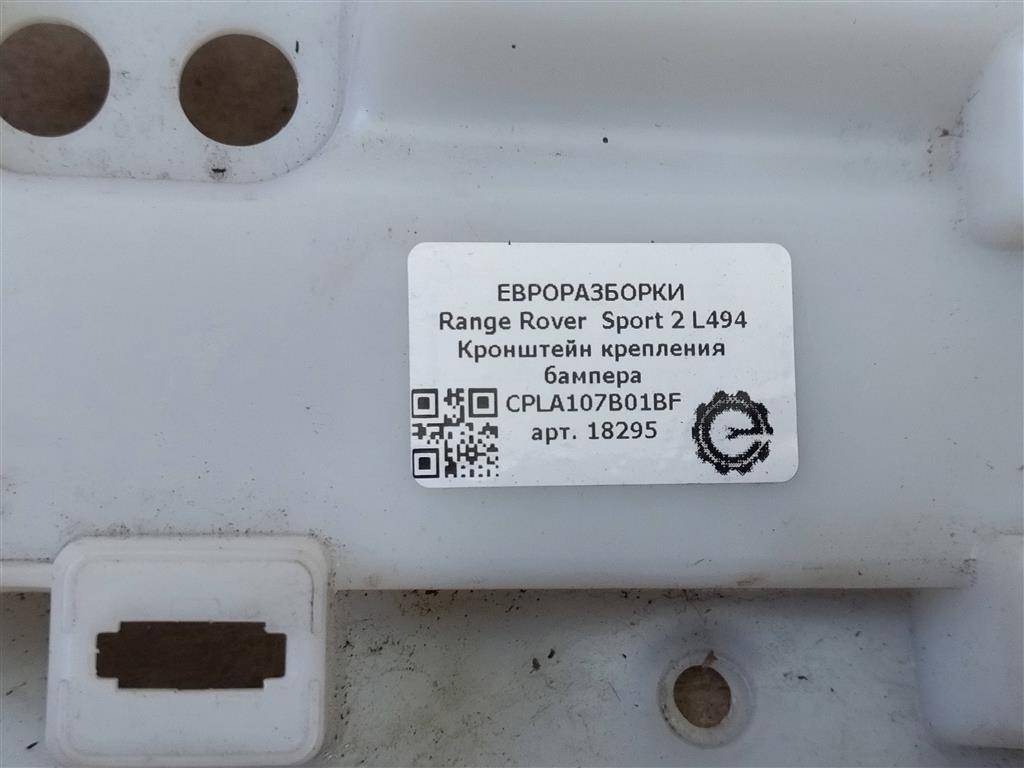 ЕВРОРАЗБОРКИ
Range Rover Sport 2 L494
Кронштейн крепления
бампера
CPLA107B01BF
арт. 18295